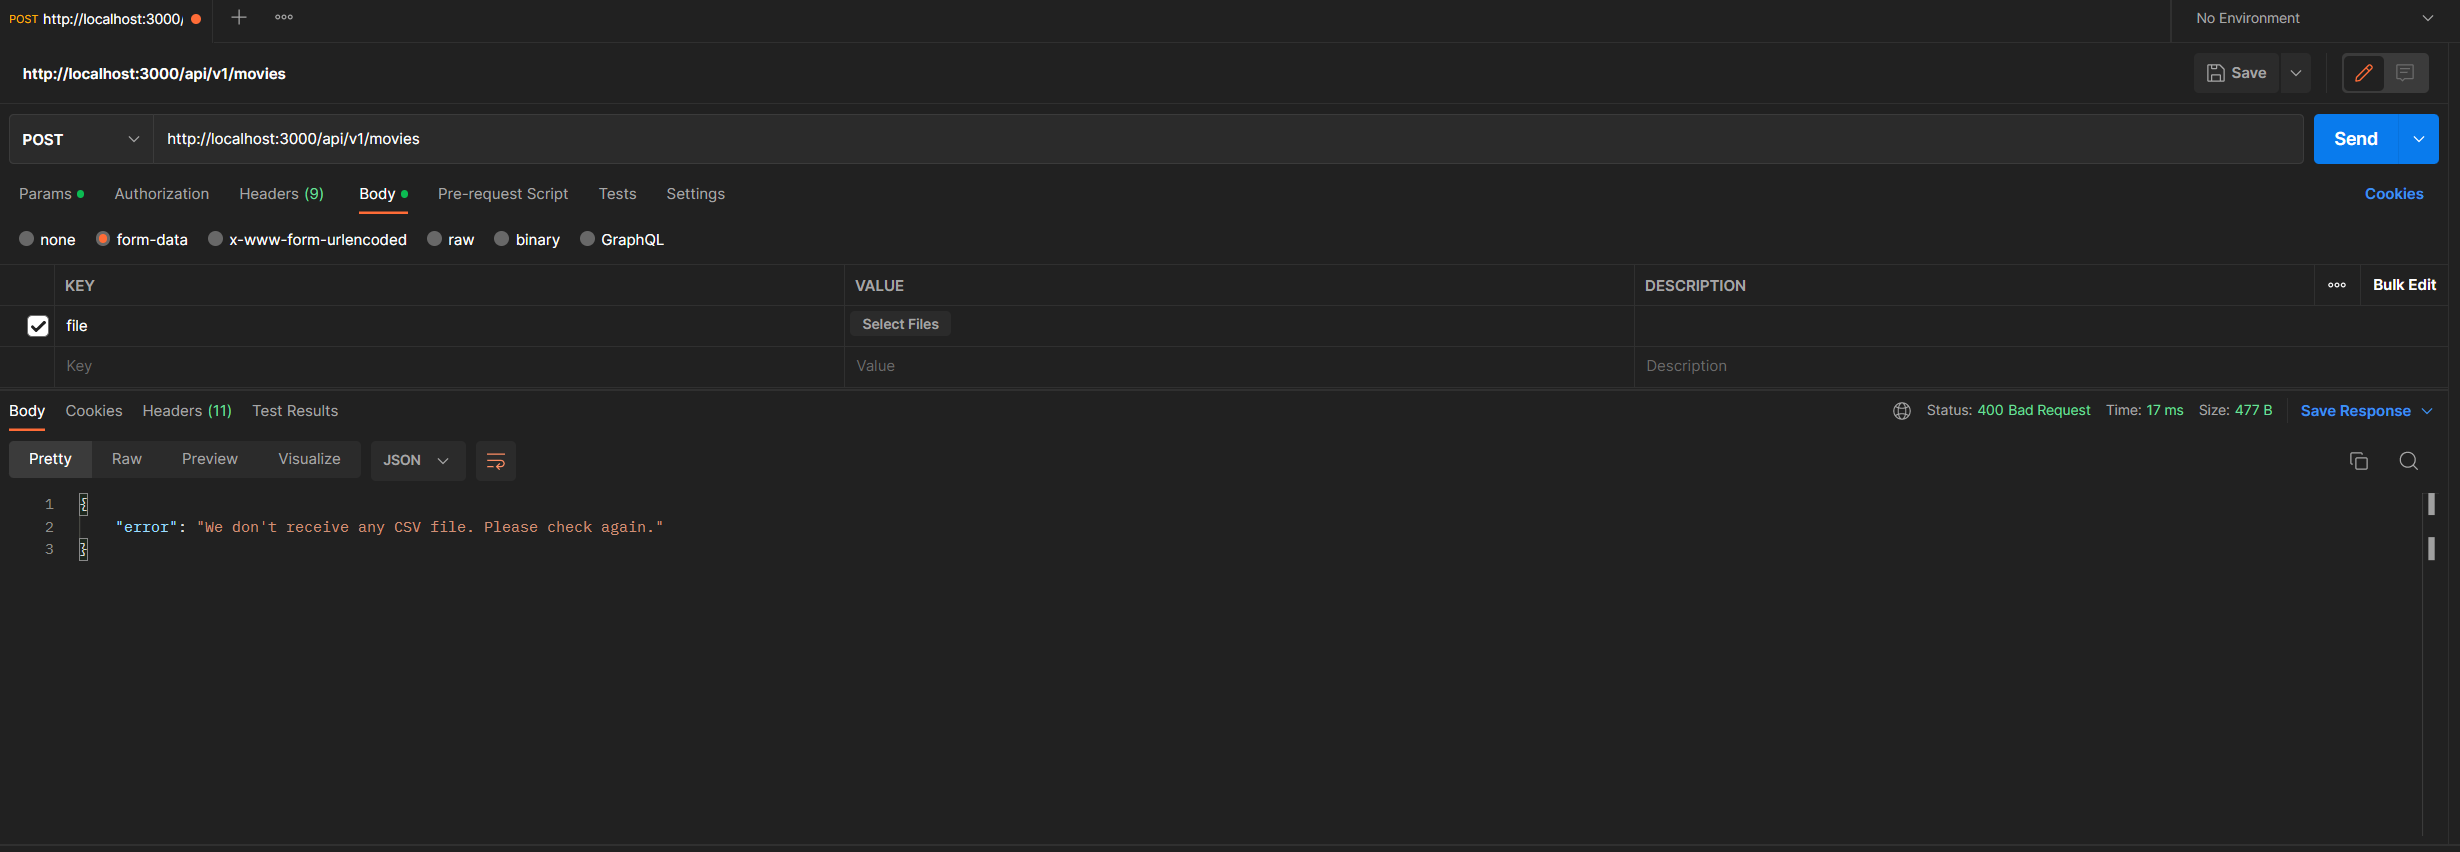 POST http://localhost:3000/
No Environment
http://localhost:3000/api/v1/movies
Save
POST http://localhost:3000/api/v1/movies
Send
Params Authorization Headers (9) Body Pre-request Script Tests Settings Cookies
none form-data x-www-form-urlencoded raw binary GraphQL
KEY VALUE DESCRIPTION Bulk Edit
file Select Files
Key Value Description
Body Cookies Headers (11) Test Results Status: 400 Bad Request Time: 17 ms Size: 477 B Save Response
Pretty Raw Preview Visualize JSON
1 {
2 "error": "We don't receive any CSV file. Please check again."
3 }